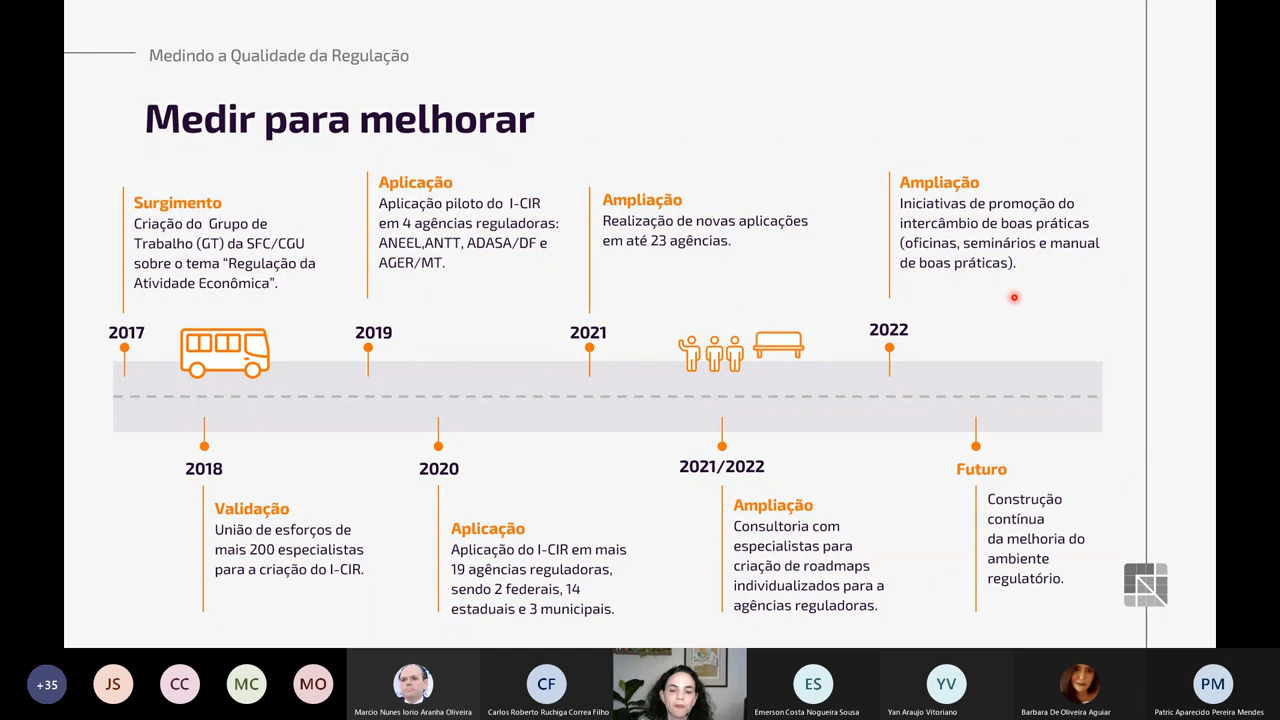 Medindo a Qualidade da Regulação
Medir para melhorar
Surgimento
Criação do Grupo de
Trabalho (GT) da SFC/CGU
sobre o tema “Regulação da
Atividade Econômica”.
2017
Aplicação
Aplicação piloto do I-CIR
em 4 agências reguladoras:
ANEEL,ANTT, ADASA/DF e
AGER/MT.
2019
Ampliação
Realização de novas aplicações
em até 23 agências.
2021
Ampliação
Iniciativas de promoção do
intercâmbio de boas práticas
(oficinas, seminários e manual
de boas práticas).
2022
2018
Validação
União de esforços de
mais 200 especialistas
para a criação do I-CIR.
2020
Aplicação
Aplicação do I-CIR em mais
19 agências reguladoras,
sendo 2 federais, 14
estaduais e 3 municipais.
2021/2022
Ampliação
Consultoria com
especialistas para
criação de roadmaps
individualizados para a
agências reguladoras.
Futuro
Construção
contínua
da melhoria do
ambiente
regulatório.
+35
JS
CC
MC
MO
Marcio Nunes Iorio Aranha Oliveira
CF
Carlos Roberto Ruchiga Correa Filho
ES
Emerson Costa Nogueira Sousa
YV
Yan Araujo Vitoriano
Barbara De Oliveira Aguiar
PM
Patric Aparecido Pereira Mendes